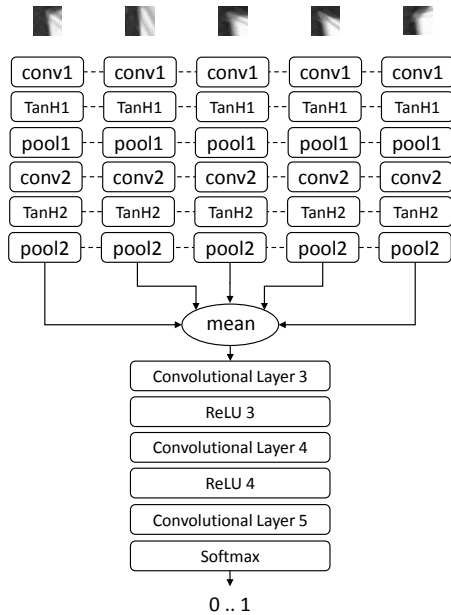 conv1 conv1 conv1 conv1 conv1
TanH1 TanH1 TanH1 TanH1 TanH1
pool1 pool1 pool1 pool1 pool1
conv2 conv2 conv2 conv2 conv2
TanH2 TanH2 TanH2 TanH2 TanH2
pool2 pool2 pool2 pool2 pool2
mean
Convolutional Layer 3
ReLU 3
Convolutional Layer 4
ReLU 4
Convolutional Layer 5
Softmax
0 .. 1